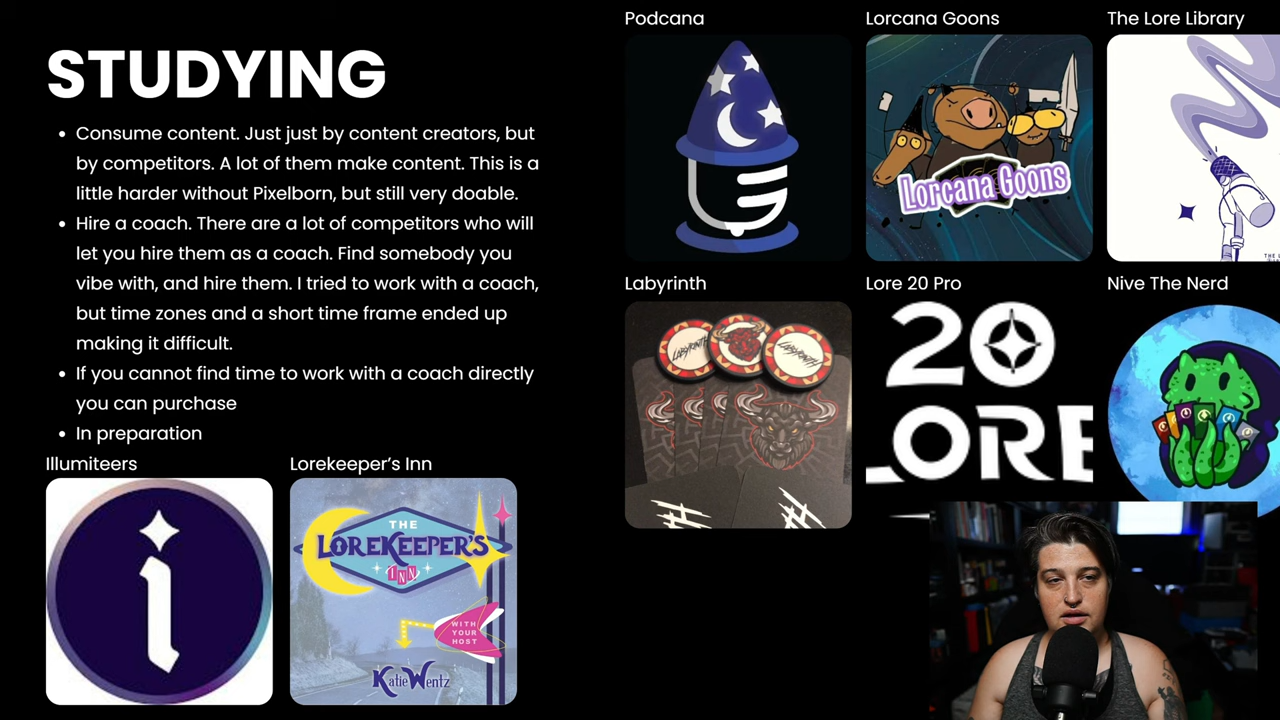 STUDYING
Consume content. Just just by content creators, but
by competitors. A lot of them make content. This is a
little harder without Pixelborn, but still very doable.
Hire a coach. There are a lot of competitors who will
let you hire them as a coach. Find somebody you
vibe with, and hire them. I tried to work with a coach,
but time zones and a short time frame ended up
making it difficult.
If you cannot find time to work with a coach directly
you can purchase
In preparation
Illumiteers
i
Lorekeeper's Inn
THE
LOREKEEPER'S
INN
WITH
YOUR
HOST
Katie Wentz
Podcana
Lorcana Goons
Lorcana Goons
The Lore Library
THE L
Labyrinth
LABYRINTH
LABYRINTH
Lore 20 Pro
20
LORE
Nive The Nerd